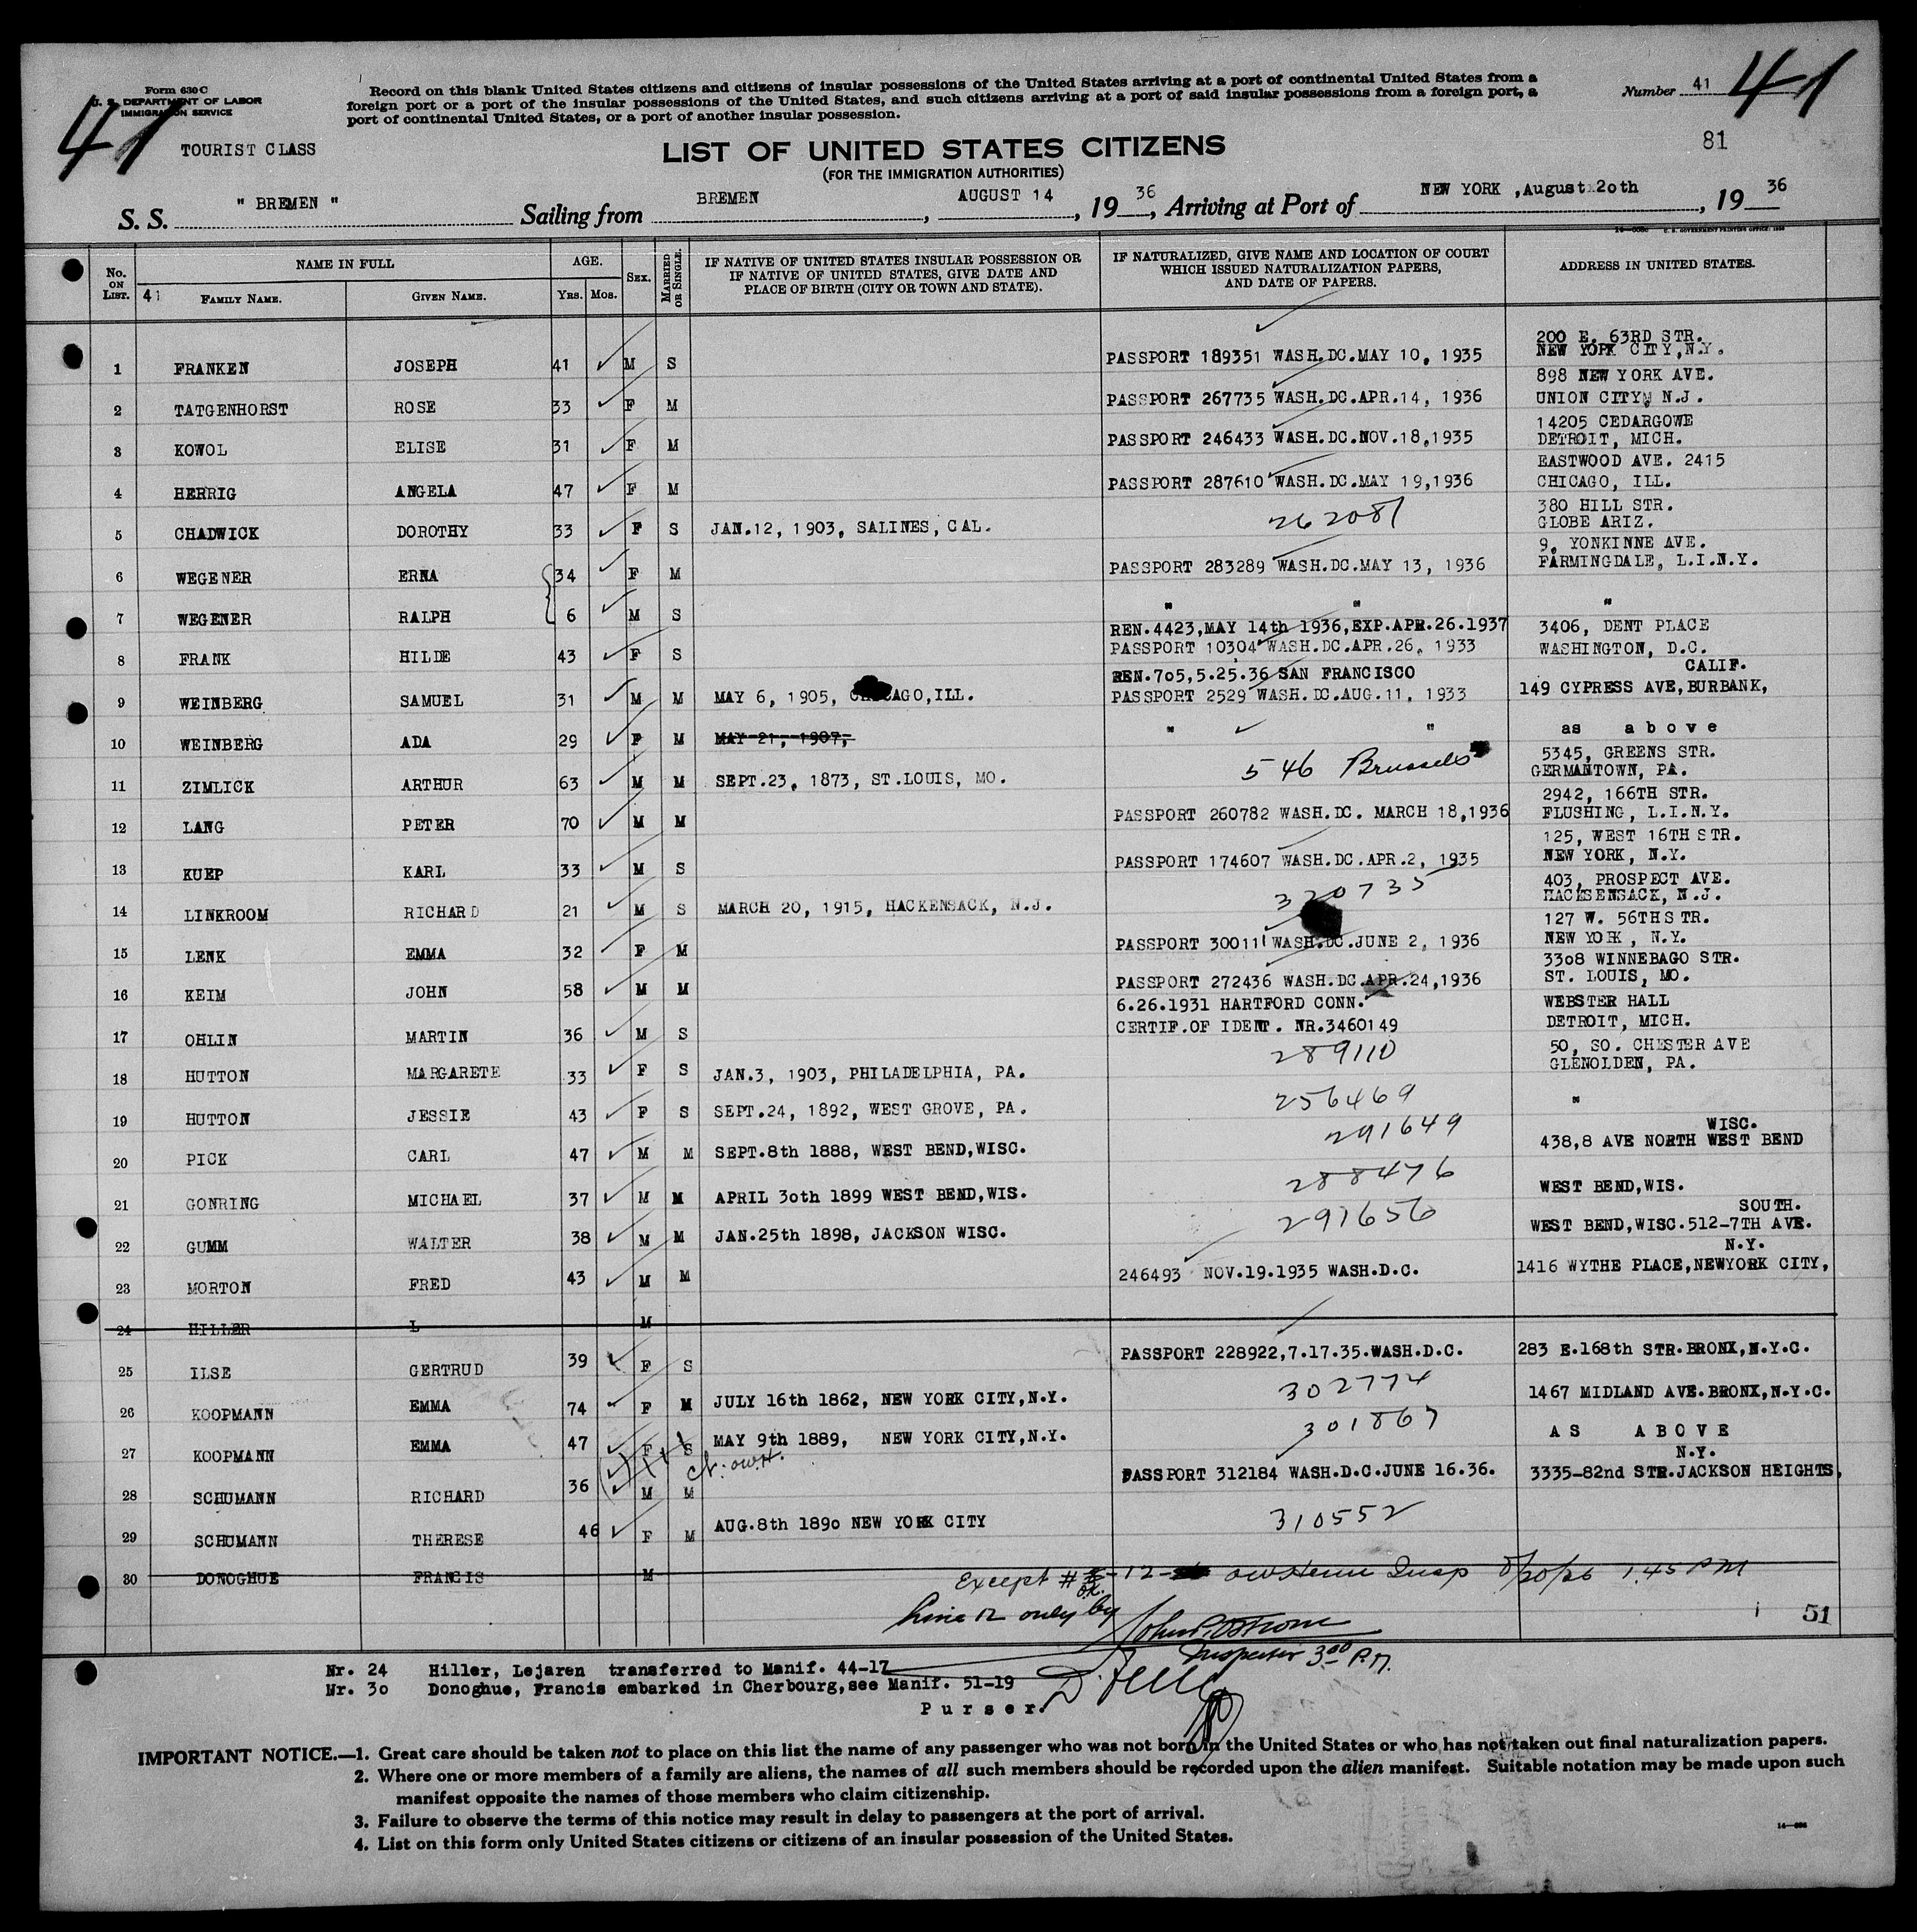 Form 630 C
U. S. DEPARTMENT OF LABOR
IMMIGRATION SERVICE
41
Record on this blank United States citizens and citizens of insular possessions of the United States arriving at a port of continental United States from a
foreign port or a port of the insular possessions of the United States, and such citizens arriving at a port of said insular possessions from a foreign port, a
port of continental United States, or a port of another insular possession.
Number 41
41
81
TOURIST CLASS
LIST OF UNITED STATES CITIZENS
(FOR THE IMMIGRATION AUTHORITIES)
S. S. " BREMEN " Sailing from BREMEN, AUGUST 14, 1936, Arriving at Port of NEW YORK ,August 2oth, 1936
No. ON LIST. 41 NAME IN FULL FAMILY NAME. GIVEN NAME. AGE. YRS. MOS. SEX. MARRIED OR SINGLE.
IF NATIVE OF UNITED STATES INSULAR POSSESSION OR IF NATIVE OF UNITED STATES, GIVE DATE AND PLACE OF BIRTH (CITY OR TOWN AND STATE).
IF NATURALIZED, GIVE NAME AND LOCATION OF COURT WHICH ISSUED NATURALIZATION PAPERS, AND DATE OF PAPERS.
ADDRESS IN UNITED STATES.
200 E. 63RD STR.
NEW YORK CITY,N.Y.
1 FRANKEN JOSEPH 41 M S PASSPORT 189351 WASH.DC.MAY 10, 1935
898 NEW YORK AVE.
2 TATGENHORST ROSE 33 F M PASSPORT 267735 WASH.DC.APR.14, 1936 UNION CITY, N.J.
14205 CEDARGOWE
3 KOWOL ELISE 31 F M PASSPORT 246433 WASH.DC.NOV.18,1935 DETROIT, MICH.
EASTWOOD AVE. 2415
4 HERRIG ANGELA 47 F M PASSPORT 287610 WASH.DC.MAY 19,1936 CHICAGO, ILL.
380 HILL STR.
5 CHADWICK DOROTHY 33 F S JAN.12, 1903, SALINES, CAL. 262081 GLOBE ARIZ.
9, YONKINNE AVE.
6 WEGENER ERNA 34 F M PASSPORT 283289 WASH.DC.MAY 13, 1936 FARMINGDALE, L.I.N.Y.
7 WEGENER RALPH 6 M S " " "
REN.4423,MAY 14th 1936,EXP.APR.26.1937 3406, DENT PLACE
8 FRANK HILDE 43 F S PASSPORT 10304 WASH.DC.APR.26, 1933 WASHINGTON, D.C.
REN.705,5.25.36 SAN FRANCISCO CALIF.
9 WEINBERG SAMUEL 31 M M MAY 6, 1905, CHICAGO,ILL. PASSPORT 2529 WASH.DC.AUG.11, 1933 149 CYPRESS AVE,BURBANK,
10 WEINBERG ADA 29 F M MAY 21, 1907, " " as above
5345, GREENS STR.
11 ZIMLICK ARTHUR 63 M M SEPT.23, 1873, ST.LOUIS, MO. 546 Brussels GERMANTOWN, PA.
2942, 166TH STR.
12 LANG PETER 70 M M PASSPORT 260782 WASH.DC. MARCH 18,1936 FLUSHING, L.I.N.Y.
125, WEST 16TH STR.
13 KUEP KARL 33 M S PASSPORT 174607 WASH.DC.APR.2, 1935 NEW YORK, N.Y.
403, PROSPECT AVE.
14 LINKROOM RICHARD 21 M S MARCH 20, 1915, HACKENSACK, N.J. 320735 HACKSENSACK, N.J.
127 W. 56TH STR.
15 LENK EMMA 32 F M PASSPORT 300111 WASH.DC.JUNE 2, 1936 NEW YORK, N.Y.
3308 WINNEBAGO STR.
16 KEIM JOHN 58 M M PASSPORT 272436 WASH.DC.APR.24,1936 ST. LOUIS, MO.
6.26.1931 HARTFORD CONN. WEBSTER HALL
17 OHLIN MARTIN 36 M S CERTIF.OF IDENT. NR.3460149 DETROIT, MICH.
50, SO. CHESTER AVE
18 HUTTON MARGARETE 33 F S JAN.3, 1903, PHILADELPHIA, PA. 289110 GLENOLDEN, PA.
19 HUTTON JESSIE 43 F S SEPT.24, 1892, WEST GROVE, PA. 256469 "
WISC.
20 PICK CARL 47 M M SEPT.8th 1888, WEST BEND,WISC. 291649 438,8 AVE NORTH WEST BEND
21 GONRING MICHAEL 37 M M APRIL 3oth 1899 WEST BEND,WIS. 288476 WEST BEND,WIS.
SOUTH.
22 GUMM WALTER 38 M M JAN.25th 1898, JACKSON WISC. 291656 WEST BEND,WISC.512-7TH AVE.
N.Y.
23 MORTON FRED 43 M M 246493 NOV.19.1935 WASH.D.C. 1416 WYTHE PLACE,NEWYORK CITY,
24 HILLER L M
25 ILSE GERTRUD 39 F S PASSPORT 228922,7.17.35.WASH.D.C. 283 E.168th STR.BRONX,N.Y.C.
26 KOOPMANN EMMA 74 F M JULY 16th 1862, NEW YORK CITY,N.Y. 302774 1467 MIDLAND AVE.BRONX,N.Y.C.
27 KOOPMANN EMMA 47 F S MAY 9th 1889, NEW YORK CITY,N.Y. 301867 AS ABOVE
N.Y.
28 SCHUMANN RICHARD 36 M M PASSPORT 312184 WASH.D.C.JUNE 16.36. 3335-82nd STR.JACKSON HEIGHTS,
29 SCHUMANN THERESE 46 F M AUG.8th 1890 NEW YORK CITY 310552
30 DONOGHUE FRANCIS M
Except # -12- Insp 8/20/36 1.45 PM
Line 12 only by
Inspector 3 00 P.M.
51
Nr. 24 Hiller, Lejaren transferred to Manif. 44-17
Nr. 3o Donoghue, Francis embarked in Cherbourg,see Manif. 51-19
Purser.
IMPORTANT NOTICE.—1. Great care should be taken not to place on this list the name of any passenger who was not born in the United States or who has not taken out final naturalization papers.
2. Where one or more members of a family are aliens, the names of all such members should be recorded upon the alien manifest. Suitable notation may be made upon such
manifest opposite the names of those members who claim citizenship.
3. Failure to observe the terms of this notice may result in delay to passengers at the port of arrival.
4. List on this form only United States citizens or citizens of an insular possession of the United States.